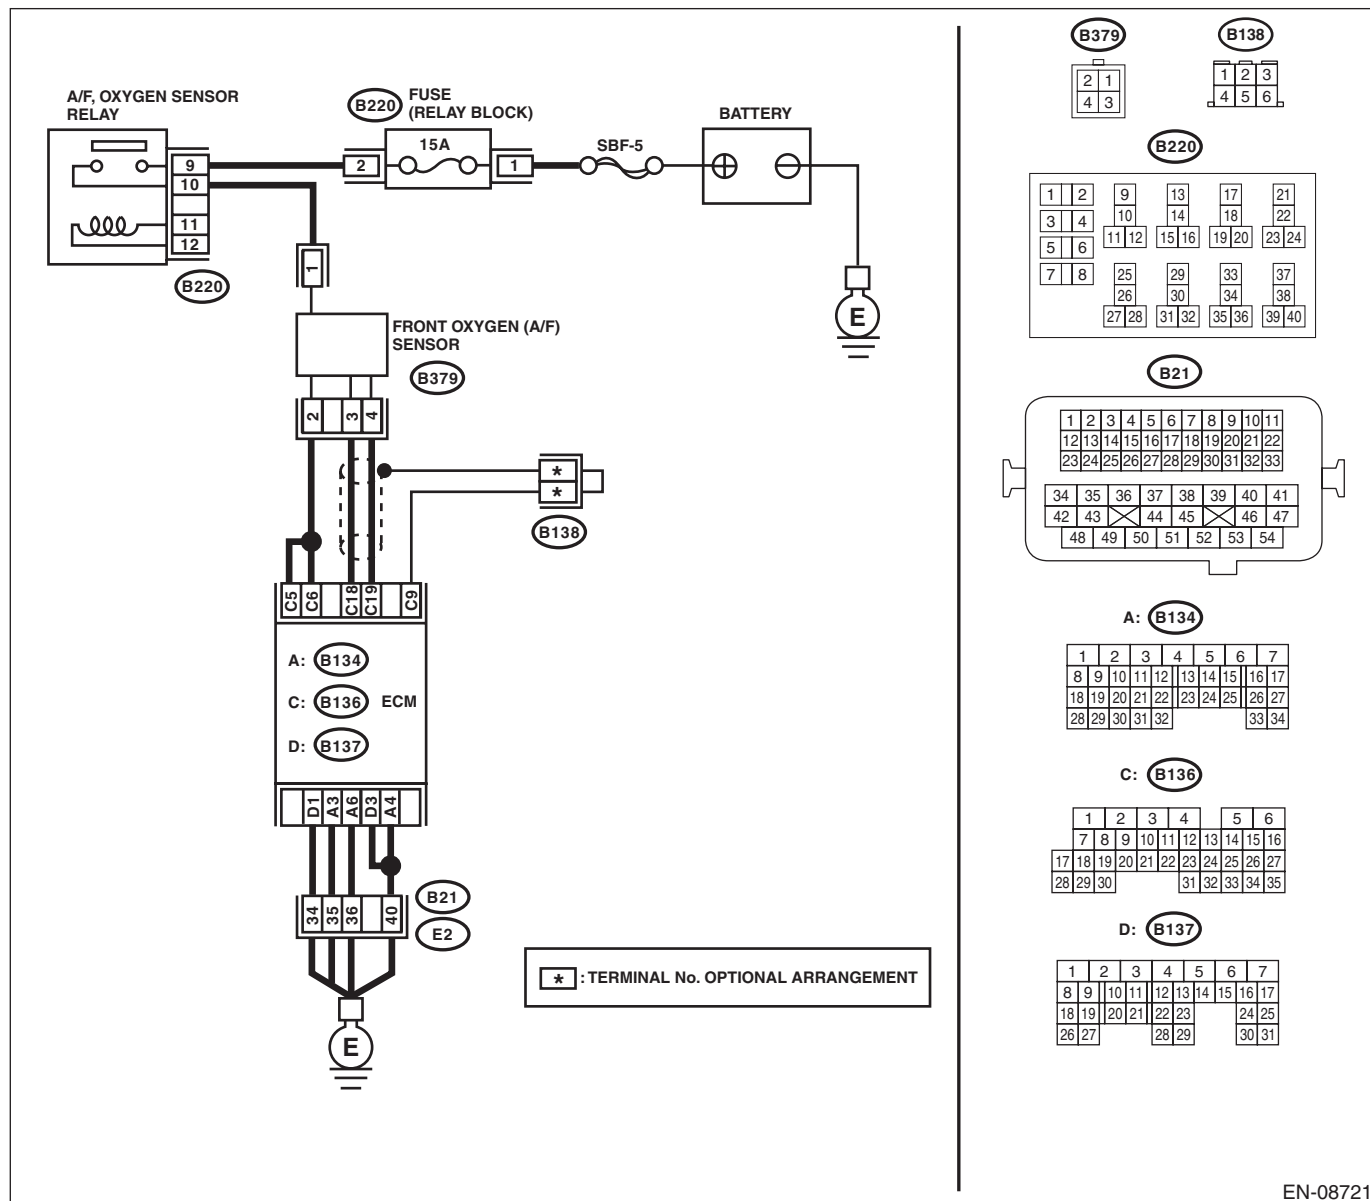 A/F, OXYGEN SENSOR
RELAY
9
10
11
12
B220
B220
FUSE
(RELAY BLOCK)
2
15A
1
SBF-5
BATTERY
E
1
FRONT OXYGEN (A/F)
SENSOR
B379
2
3
4
*
*
B138
C5
C6
C18
C19
C9
A: B134
C: B136 ECM
D: B137
D1
A3
A6
D3
A4
34
35
36
40
B21
E2
E
* : TERMINAL No. OPTIONAL ARRANGEMENT
B379
2 1
4 3
B138
1 2 3
4 5 6
B220
1 2 9 13 17 21
3 4 10 14 18 22
11 12 15 16 19 20 23 24
5 6
7 8 25 29 33 37
26 30 34 38
27 28 31 32 35 36 39 40
B21
1 2 3 4 5 6 7 8 9 10 11
12 13 14 15 16 17 18 19 20 21 22
23 24 25 26 27 28 29 30 31 32 33
34 35 36 37 38 39 40 41
42 43 44 45 46 47
48 49 50 51 52 53 54
A: B134
1 2 3 4 5 6 7
8 9 10 11 12 13 14 15 16 17
18 19 20 21 22 23 24 25 26 27
28 29 30 31 32 33 34
C: B136
1 2 3 4 5 6
7 8 9 10 11 12 13 14 15 16
17 18 19 20 21 22 23 24 25 26 27
28 29 30 31 32 33 34 35
D: B137
1 2 3 4 5 6 7
8 9 10 11 12 13 14 15 16 17
18 19 20 21 22 23 24 25
26 27 28 29 30 31
EN-08721